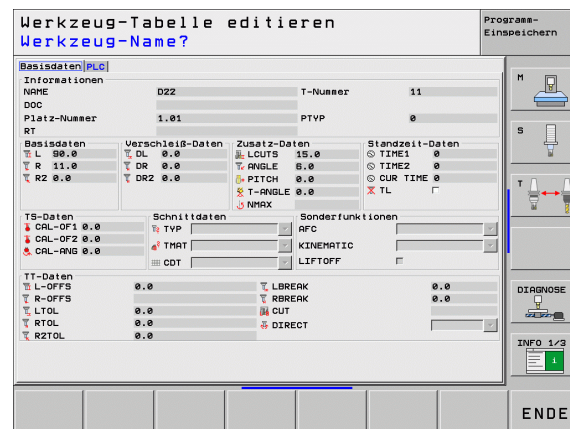 Werkzeug-Tabelle editieren
Werkzeug-Name?
Programm-
Einspeichern
Basisdaten PLC
Informationen
NAME D22 T-Nummer 11
DOC
Platz-Nummer 1.01 PTYP 0
RT
Basisdaten Verschleiß-Daten Zusatz-Daten Standzeit-Daten
L 90.0 DL 0.0 LCUTS 15.0 TIME1 0
R 11.0 DR 0.0 ANGLE 6.0 TIME2 0
R2 0.0 DR2 0.0 PITCH 0.0 CUR TIME 0
T-ANGLE 0.0 TL
NMAX
TS-Daten Schnittdaten Sonderfunktionen
CAL-OF1 0.0 TYP AFC
CAL-OF2 0.0 TMAT KINEMATIC
CAL-ANG 0.0 CDT LIFTOFF
TT-Daten
L-OFFS 0.0 LBREAK 0.0
R-OFFS RBREAK 0.0
LTOL 0.0 CUT
RTOL 0.0 DIRECT
R2TOL 0.0
M
S
T
DIAGNOSE
INFO 1/3
i
ENDE